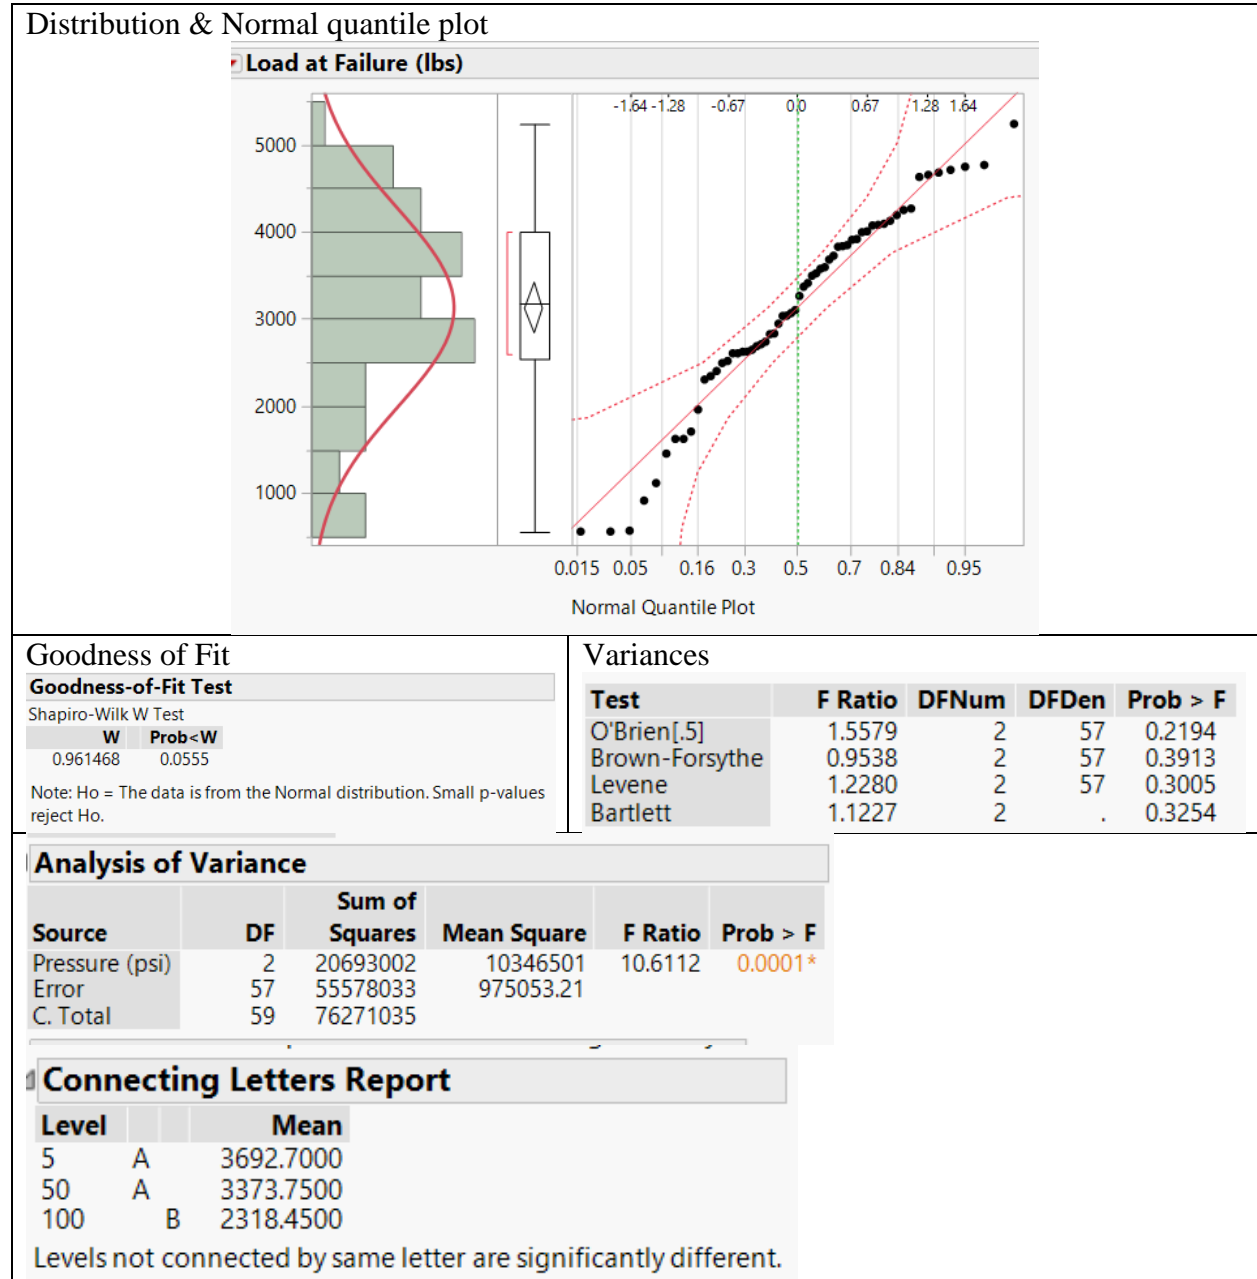 Distribution & Normal quantile plot
Load at Failure (lbs)
-1.64 -1.28 -0.67 0.0 0.67 1.28 1.64
5000
4000
3000
2000
1000
0.015 0.05 0.16 0.3 0.5 0.7 0.84 0.95
Normal Quantile Plot
Goodness of Fit
Goodness-of-Fit Test
Shapiro-Wilk W Test
W Prob<W
0.961468 0.0555
Note: Ho = The data is from the Normal distribution. Small p-values
reject Ho.
Variances
Test F Ratio DFNum DFDen Prob > F
O'Brien[.5] 1.5579 2 57 0.2194
Brown-Forsythe 0.9538 2 57 0.3913
Levene 1.2280 2 57 0.3005
Bartlett 1.1227 2 . 0.3254
Analysis of Variance
Sum of
Source DF Squares Mean Square F Ratio Prob > F
Pressure (psi) 2 20693002 10346501 10.6112 0.0001*
Error 57 55578033 975053.21
C. Total 59 76271035
Connecting Letters Report
Level Mean
5 A 3692.7000
50 A 3373.7500
100 B 2318.4500
Levels not connected by same letter are significantly different.